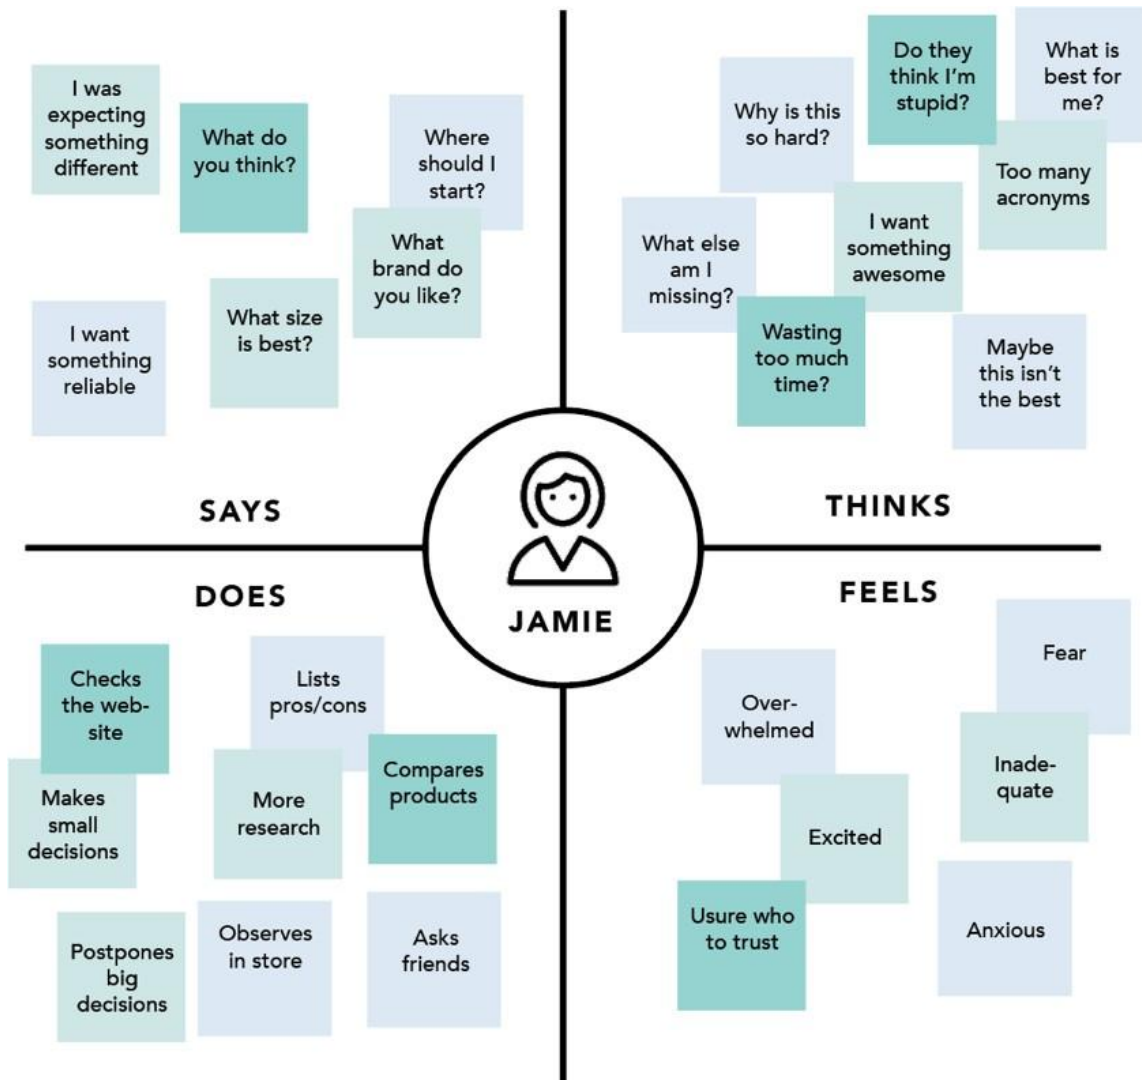 I was
expecting
something
different
What do
you think?
Where
should I
start?
What
brand do
you like?
What size
is best?
I want
something
reliable
SAYS
Do they
think I'm
stupid?
What is
best for
me?
Why is this
so hard?
Too many
acronyms
I want
something
awesome
What else
am I
missing?
Wasting
too much
time?
Maybe
this isn't
the best
THINKS
JAMIE
DOES
Checks
the web-
site
Lists
pros/cons
Compares
products
Makes
small
decisions
More
research
Postpones
big
decisions
Observes
in store
Asks
friends
FEELS
Fear
Over-
whelmed
Inade-
quate
Excited
Usure who
to trust
Anxious